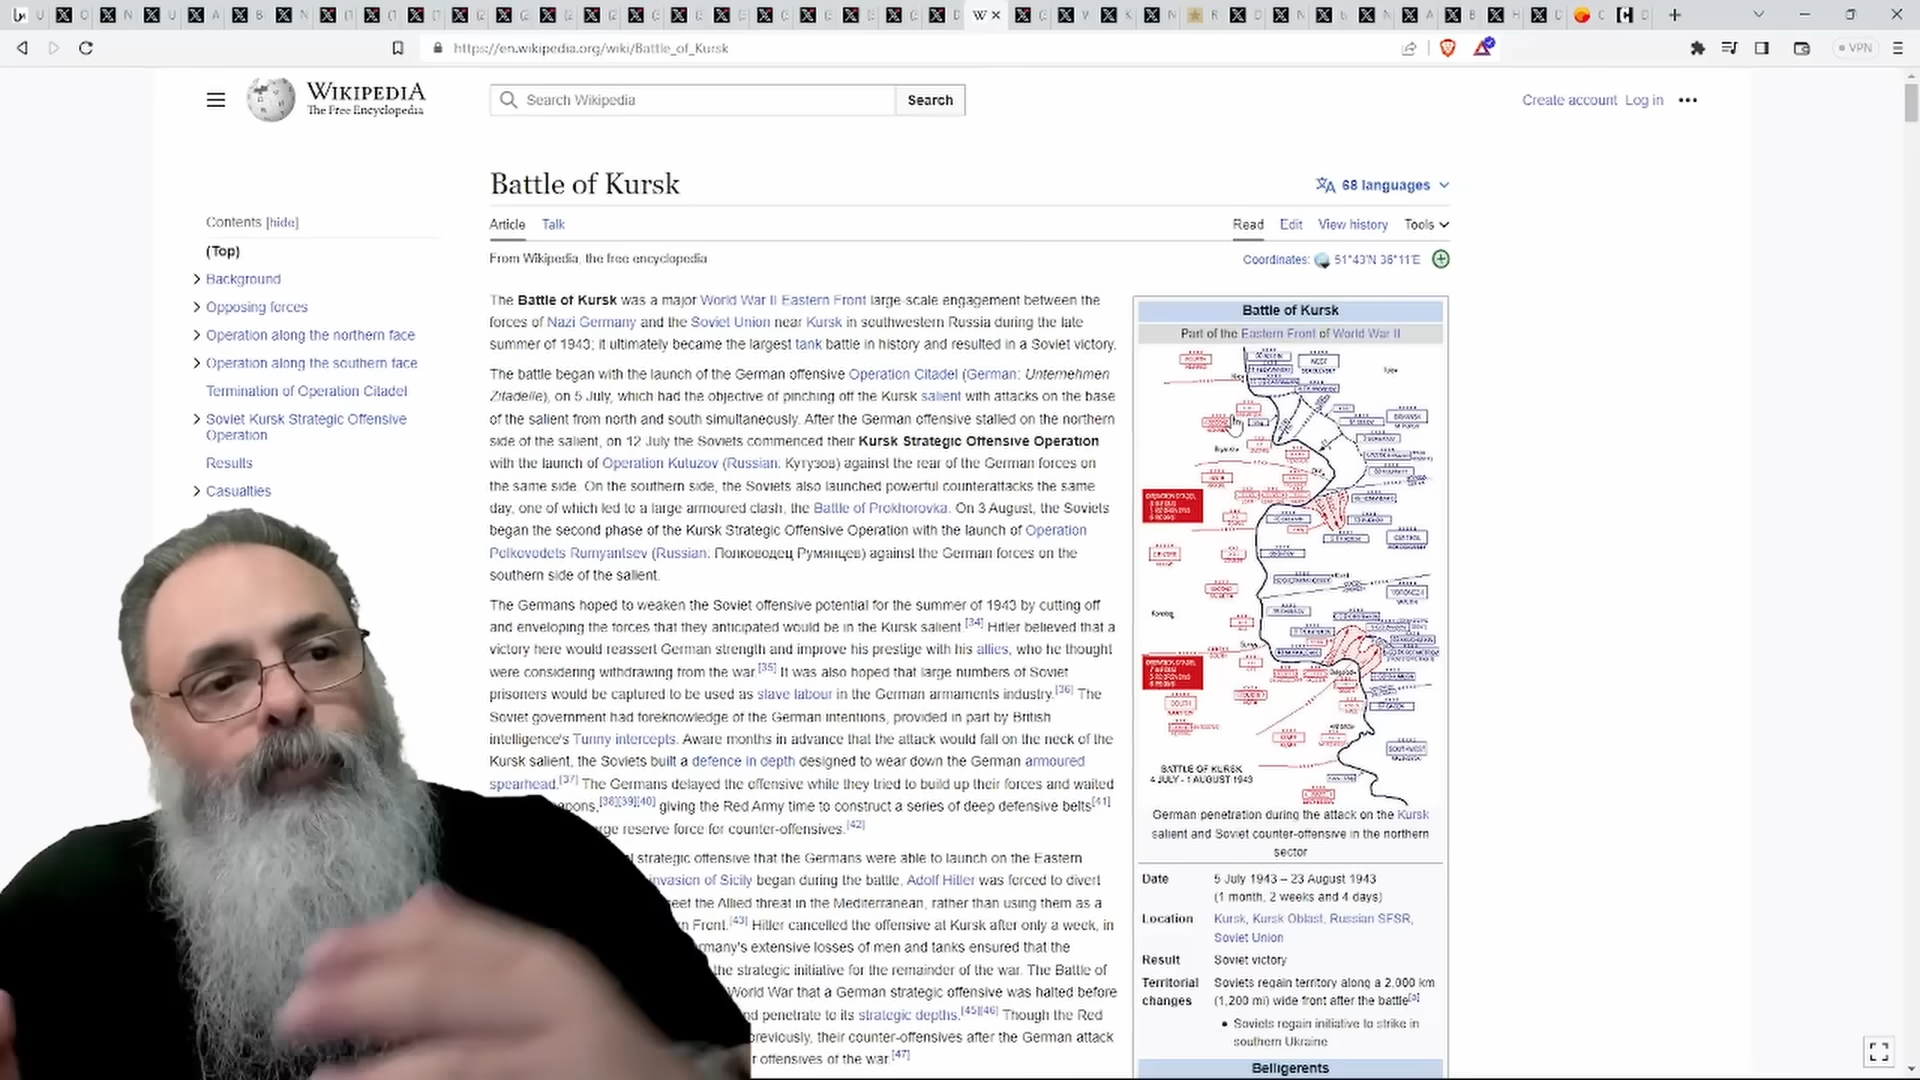 https://en.wikipedia.org/wiki/Battle_of_Kursk
VPN
WIKIPEDIA
The Free Encyclopedia
Search Wikipedia
Search
Create account Log in
Battle of Kursk
68 languages
Contents [hide]
Article Talk
Read Edit View history Tools
(Top)
From Wikipedia, the free encyclopedia
Coordinates: 51°43′N 36°11′E
Background
Opposing forces
Operation along the northern face
Operation along the southern face
Termination of Operation Citadel
Soviet Kursk Strategic Offensive
Operation
Results
Casualties
The Battle of Kursk was a major World War II Eastern Front large-scale engagement between the
forces of Nazi Germany and the Soviet Union near Kursk in southwestern Russia during the late
summer of 1943; it ultimately became the largest tank battle in history and resulted in a Soviet victory.
The battle began with the launch of the German offensive Operation Citadel (German: Unternehmen
Zitadelle), on 5 July, which had the objective of pinching off the Kursk salient with attacks on the base
of the salient from north and south simultaneously. After the German offensive stalled on the northern
side of the salient, on 12 July the Soviets commenced their Kursk Strategic Offensive Operation
with the launch of Operation Kutuzov (Russian: Кутузов) against the rear of the German forces on
the same side. On the southern side, the Soviets also launched powerful counterattacks the same
day, one of which led to a large armoured clash, the Battle of Prokhorovka. On 3 August, the Soviets
began the second phase of the Kursk Strategic Offensive Operation with the launch of Operation
Polkovodets Rumyantsev (Russian: Полководец Румянцев) against the German forces on the
southern side of the salient.
The Germans hoped to weaken the Soviet offensive potential for the summer of 1943 by cutting off
and enveloping the forces that they anticipated would be in the Kursk salient.[34] Hitler believed that a
victory here would reassert German strength and improve his prestige with his allies, who he thought
were considering withdrawing from the war.[35] It was also hoped that large numbers of Soviet
prisoners would be captured to be used as slave labour in the German armaments industry.[36] The
Soviet government had foreknowledge of the German intentions, provided in part by British
intelligence's Tunny intercepts. Aware months in advance that the attack would fall on the neck of the
Kursk salient, the Soviets built a defence in depth designed to wear down the German armoured
spearhead.[37] The Germans delayed the offensive while they tried to build up their forces and waited
apons,[38][39][40] giving the Red Army time to construct a series of deep defensive belts[41]
rge reserve force for counter-offensives.[42]
strategic offensive that the Germans were able to launch on the Eastern
invasion of Sicily began during the battle, Adolf Hitler was forced to divert
eet the Allied threat in the Mediterranean, rather than using them as a
n Front.[43] Hitler cancelled the offensive at Kursk after only a week, in
rmany's extensive losses of men and tanks ensured that the
the strategic initiative for the remainder of the war. The Battle of
World War that a German strategic offensive was halted before
nd penetrate to its strategic depths.[45][46] Though the Red
previously, their counter-offensives after the German attack
r offensives of the war.[47]
Battle of Kursk
Part of the Eastern Front of World War II
BATTLE OF KURSK
4 JULY - 1 AUGUST 1943
German penetration during the attack on the Kursk
salient and Soviet counter-offensive in the northern
sector
Date 5 July 1943 – 23 August 1943
(1 month, 2 weeks and 4 days)
Location Kursk, Kursk Oblast, Russian SFSR,
Soviet Union
Result Soviet victory
Territorial Soviets regain territory along a 2,000 km
changes (1,200 mi) wide front after the battle[a]
• Soviets regain initiative to strike in
southern Ukraine
Belligerents